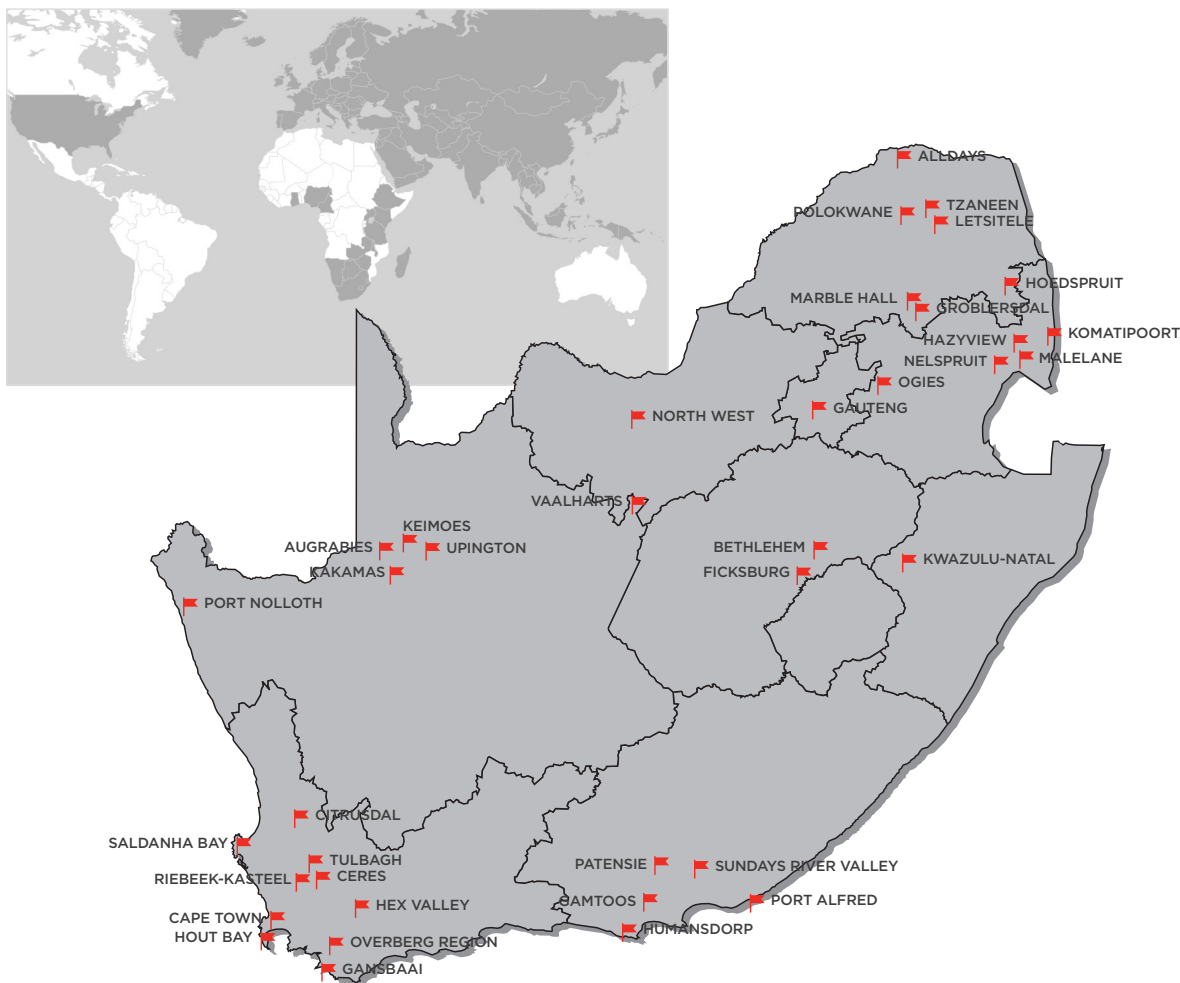 ALLDAYS
TZANEEN
POLOKWANE
LETSITELE
HOEDSPRUIT
MARBLE HALL
GROBLERSDAL
KOMATIPOORT
HAZYVIEW
MALELANE
NELSPRUIT
OGIES
GAUTENG
NORTH WEST
VAALHARTS
KEIMOES
AUGRABIES
UPINGTON
BETHLEHEM
KWAZULU-NATAL
KAKAMAS
FICKSBURG
PORT NOLLOTH
CITRUSDAL
SALDANHA BAY
TULBAGH
PATENSIE
SUNDAYS RIVER VALLEY
RIEBEEK-KASTEEL
CERES
GAMTOOS
PORT ALFRED
HEX VALLEY
CAPE TOWN
HUMANSDORP
HOUT BAY
OVERBERG REGION
GANSBAAI